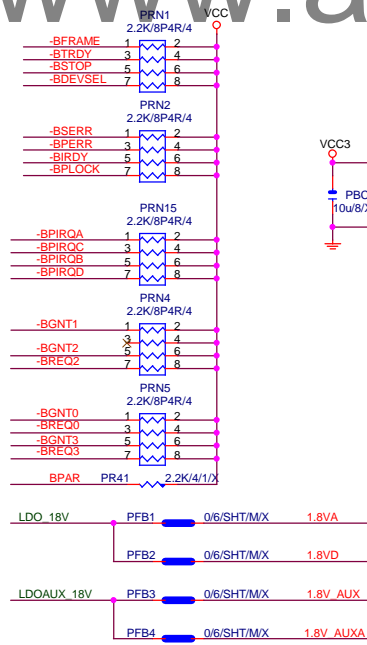 www.a
PRN1 VCC
2.2K/8P4R/4
-BFRAME 1 2
-BTRDY 3 4
-BSTOP 5 6
-BDEVSEL 7 8
PRN2
2.2K/8P4R/4
-BSERR 1 2
-BPERR 3 4
-BIRDY 5 6
-BPLOCK 7 8
VCC3
PBC
10u/8/X
PRN15
2.2K/8P4R/4
-BPIRQA 1 2
-BPIRQC 3 4
-BPIRQB 5 6
-BPIRQD 7 8
PRN4
2.2K/8P4R/4
-BGNT1 1 2
3 4
-BGNT2 5 6
-BREQ2 7 8
PRN5
2.2K/8P4R/4
-BGNT0 1 2
-BREQ0 3 4
-BGNT3 5 6
-BREQ3 7 8
BPAR PR41 2.2K/4/1/X
LDO_18V PFB1 0/6/SHT/M/X 1.8VA
PFB2 0/6/SHT/M/X 1.8VD
LDOAUX_18V PFB3 0/6/SHT/M/X 1.8V_AUX
PFB4 0/6/SHT/M/X 1.8V_AUXA